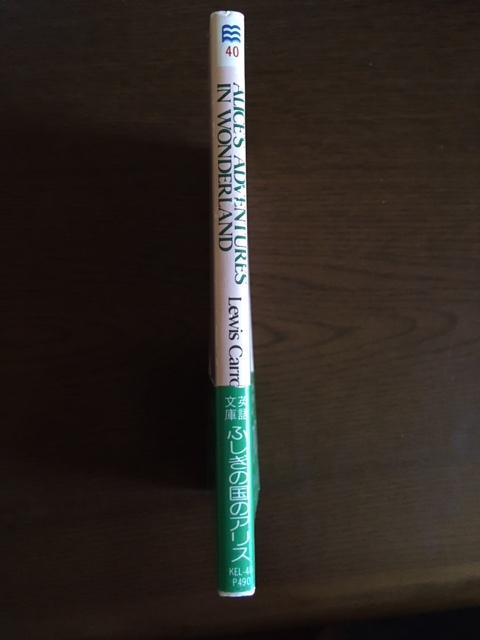 40
ALICE'S ADVENTURES
IN WONDERLAND
Lewis Carro
英語
文庫
ふしぎの国のアリス
KEL-4
P490